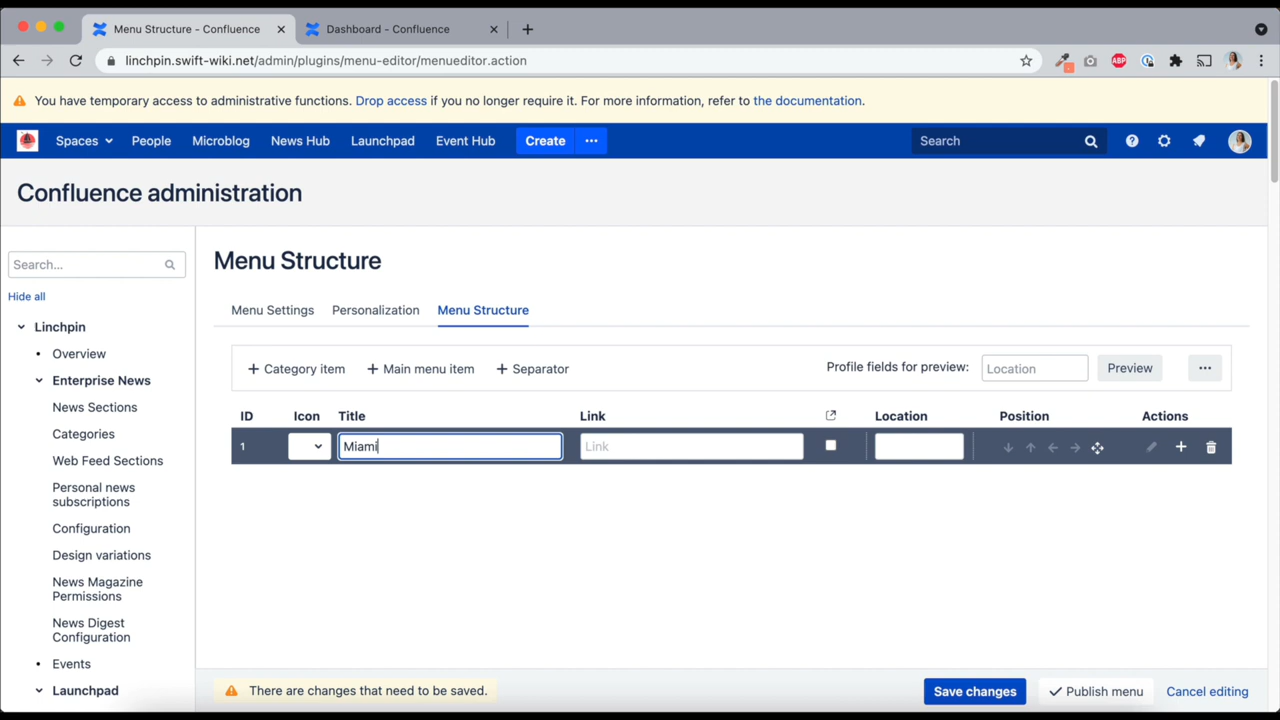 Menu Structure - Confluence
Dashboard - Confluence
linchpin.swift-wiki.net/admin/plugins/menu-editor/menueditor.action
ABP
You have temporary access to administrative functions. Drop access if you no longer require it. For more information, refer to the documentation.
Spaces People Microblog News Hub Launchpad Event Hub Create ... Search
Confluence administration
Search...
Hide all
Linchpin
Overview
Enterprise News
News Sections
Categories
Web Feed Sections
Personal news
subscriptions
Configuration
Design variations
News Magazine
Permissions
News Digest
Configuration
Events
Launchpad
Menu Structure
Menu Settings Personalization Menu Structure
+ Category item + Main menu item + Separator Profile fields for preview: Location Preview ...
ID Icon Title Link Location Position Actions
1 Miami Link
There are changes that need to be saved. Save changes Publish menu Cancel editing